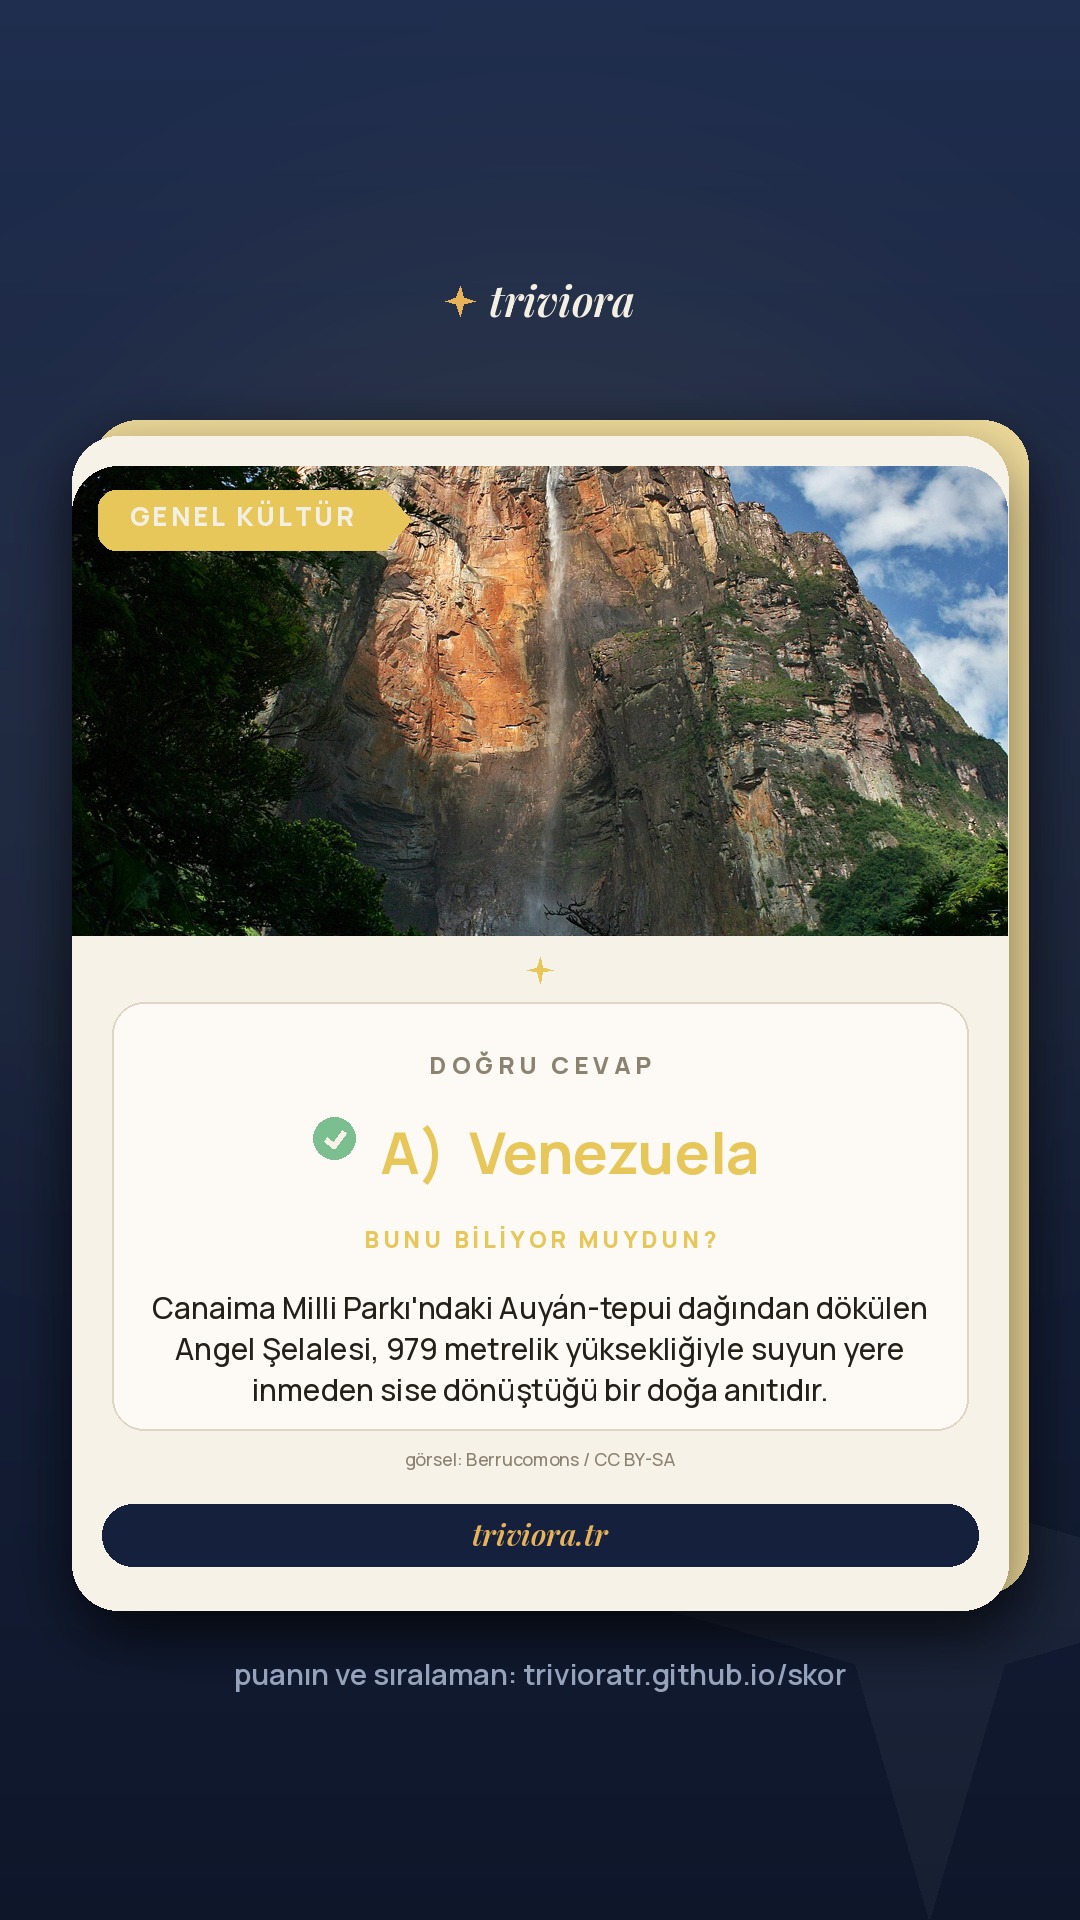 triviora
GENEL KÜLTÜR
DOĞRU CEVAP
A) Venezuela
BUNU BİLİYOR MUYDUN?
Canaima Milli Parkı'ndaki Auyán-tepui dağından dökülen
Angel Şelalesi, 979 metrelik yüksekliğiyle suyun yere
inmeden sise dönüştüğü bir doğa anıtıdır.
görsel: Berrucomons / CC BY-SA
triviora.tr
puanın ve sıralaman: trivioratr.github.io/skor